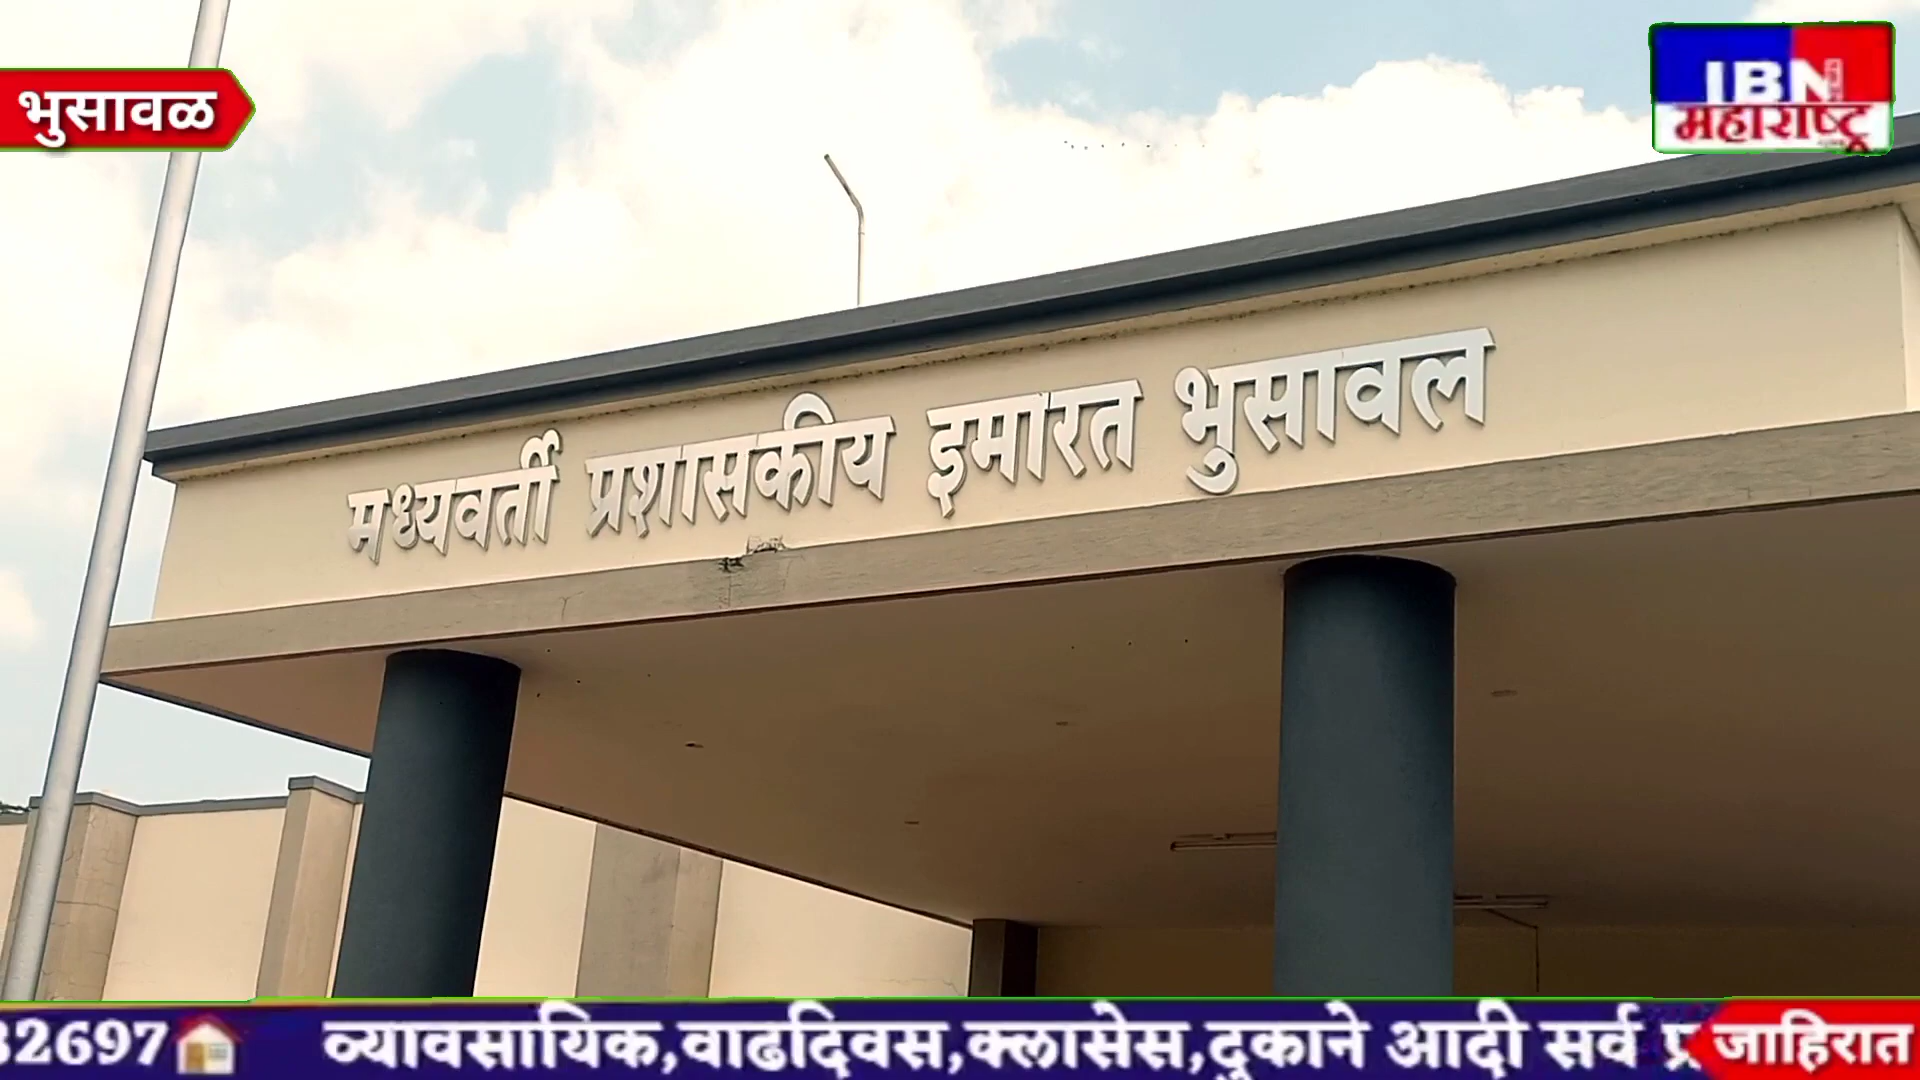 भुसावळ
IBN
महाराष्ट्र
मध्यवर्ती प्रशासकीय इमारत भुसावल
32697 व्यावसायिक,वाढदिवस,क्लासेस,दुकाने आदी सर्व प्र
जाहिरात